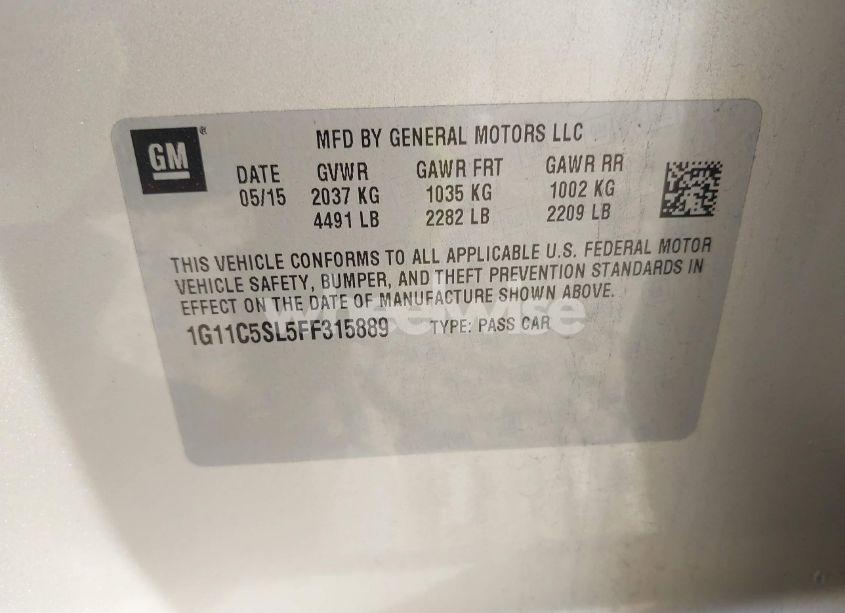 GM®
MFD BY GENERAL MOTORS LLC
DATE GVWR GAWR FRT GAWR RR
05/15 2037 KG 1035 KG 1002 KG
4491 LB 2282 LB 2209 LB
THIS VEHICLE CONFORMS TO ALL APPLICABLE U.S. FEDERAL MOTOR
VEHICLE SAFETY, BUMPER, AND THEFT PREVENTION STANDARDS IN
EFFECT ON THE DATE OF MANUFACTURE SHOWN ABOVE.
1G11C5SL5FF315889 TYPE: PASS CAR